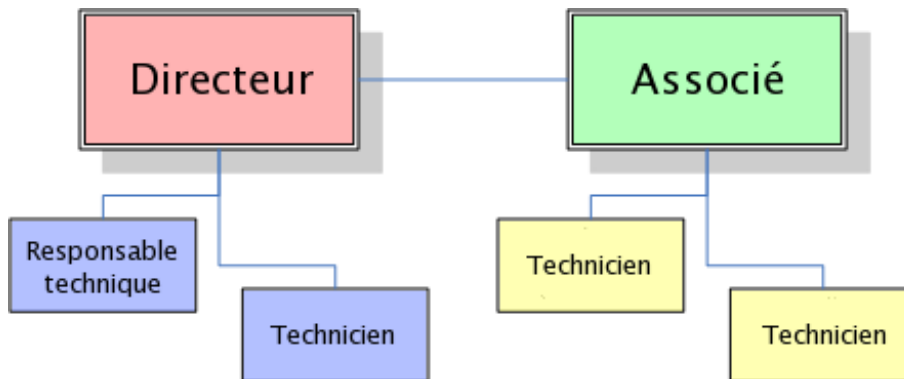 Directeur
Associé
Responsable
technique
Technicien
Technicien
Technicien